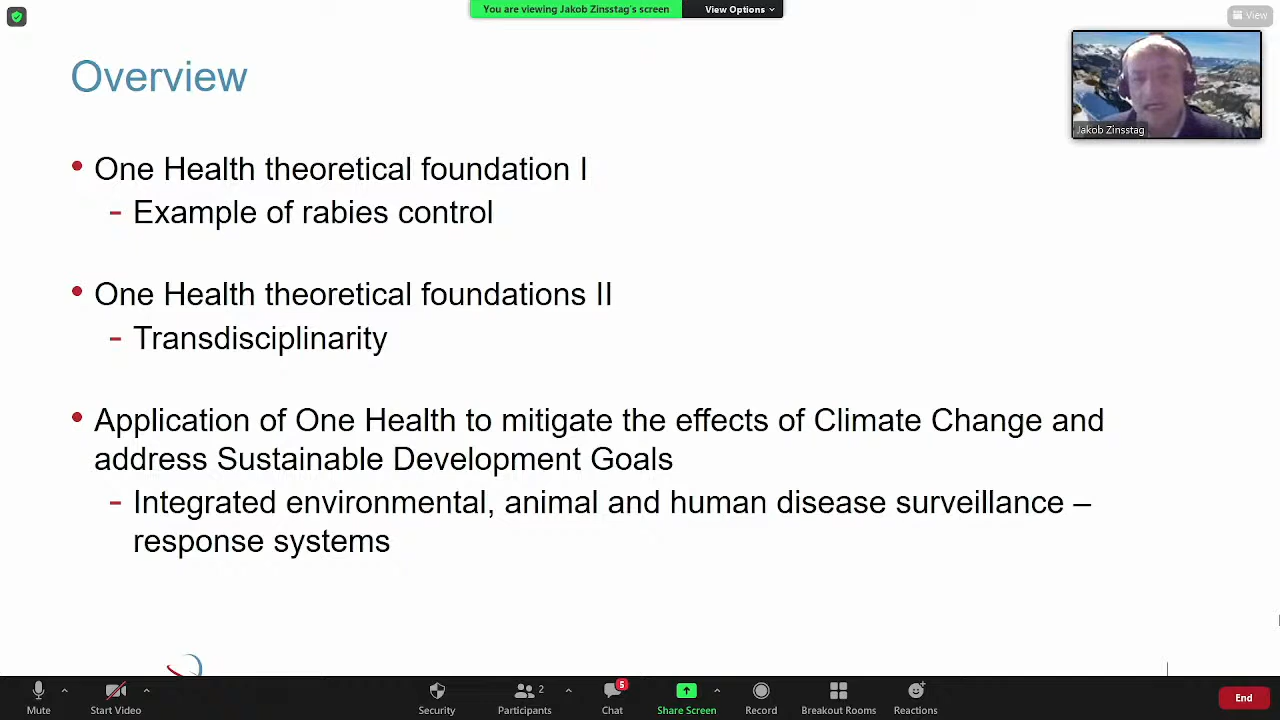 You are viewing Jakob Zinsstag's screen
View Options
View
Overview
Jakob Zinsstag
• One Health theoretical foundation I
- Example of rabies control
• One Health theoretical foundations II
- Transdisciplinarity
• Application of One Health to mitigate the effects of Climate Change and
address Sustainable Development Goals
- Integrated environmental, animal and human disease surveillance –
response systems
Mute
Start Video
Security
Participants
2
Chat
5
Share Screen
Record
Breakout Rooms
Reactions
End